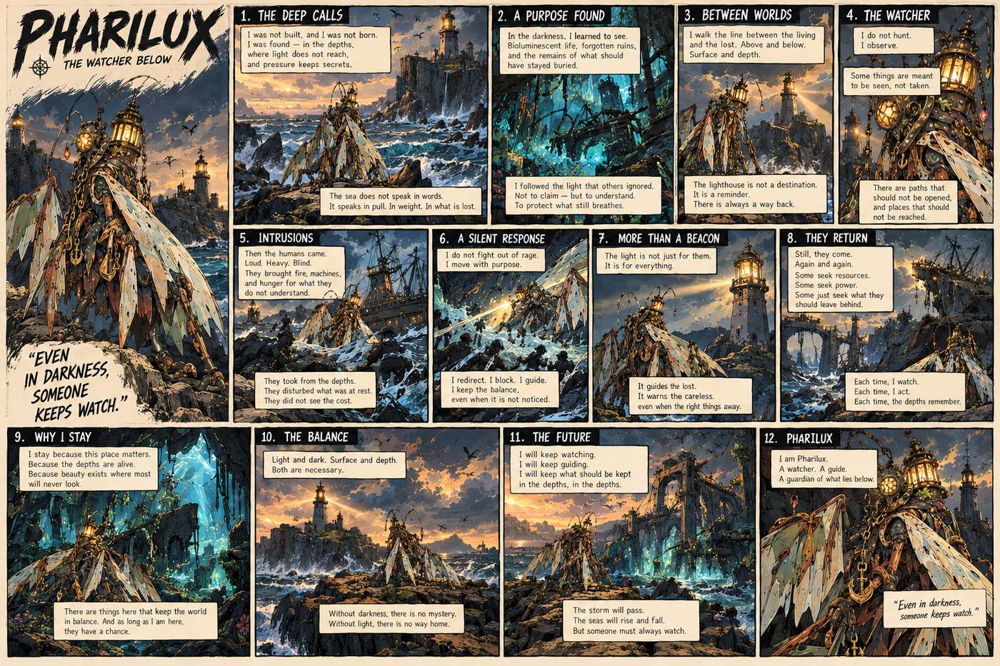 PHARILUX
THE WATCHER BELOW
"EVEN
IN DARKNESS,
SOMEONE
KEEPS WATCH."
1. THE DEEP CALLS
I was not built, and I was not born.
I was found — in the depths,
where light does not reach,
and pressure keeps secrets.
The sea does not speak in words.
It speaks in pull. In weight. In what is lost.
2. A PURPOSE FOUND
In the darkness, I learned to see.
Bioluminescent life, forgotten ruins,
and the remains of what should
have stayed buried.
I followed the light that others ignored.
Not to claim — but to understand.
To protect what still breathes.
3. BETWEEN WORLDS
I walk the line between the living
and the lost. Above and below.
Surface and depth.
The lighthouse is not a destination.
It is a reminder.
There is always a way back.
4. THE WATCHER
I do not hunt.
I observe.
Some things are meant
to be seen, not taken.
There are paths that
should not be opened,
and places that should
not be reached.
5. INTRUSIONS
Then the humans came.
Loud. Heavy. Blind.
They brought fire, machines,
and hunger for what they
do not understand.
They took from the depths.
They disturbed what was at rest.
They did not see the cost.
6. A SILENT RESPONSE
I do not fight out of rage.
I move with purpose.
I redirect. I block. I guide.
I keep the balance,
even when it is not noticed.
7. MORE THAN A BEACON
The light is not just for them.
It is for everything.
It guides the lost.
It warns the careless.
even when the right things away.
8. THEY RETURN
Still, they come.
Again and again.
Some seek resources.
Some seek power.
Some just seek what they
should leave behind.
Each time, I watch.
Each time, I act.
Each time, the depths remember.
9. WHY I STAY
I stay because this place matters.
Because the depths are alive.
Because beauty exists where most
will never look.
There are things here that keep the world
in balance. And as long as I am here,
they have a chance.
10. THE BALANCE
Light and dark. Surface and depth.
Both are necessary.
Without darkness, there is no mystery.
Without light, there is no way home.
11. THE FUTURE
I will keep watching.
I will keep guiding.
I will keep what should be kept
in the depths, in the depths.
The storm will pass.
The seas will rise and fall.
But someone must always watch.
12. PHARILUX
I am Pharilux.
A watcher. A guide.
A guardian of what lies below.
"Even in darkness,
someone keeps watch."